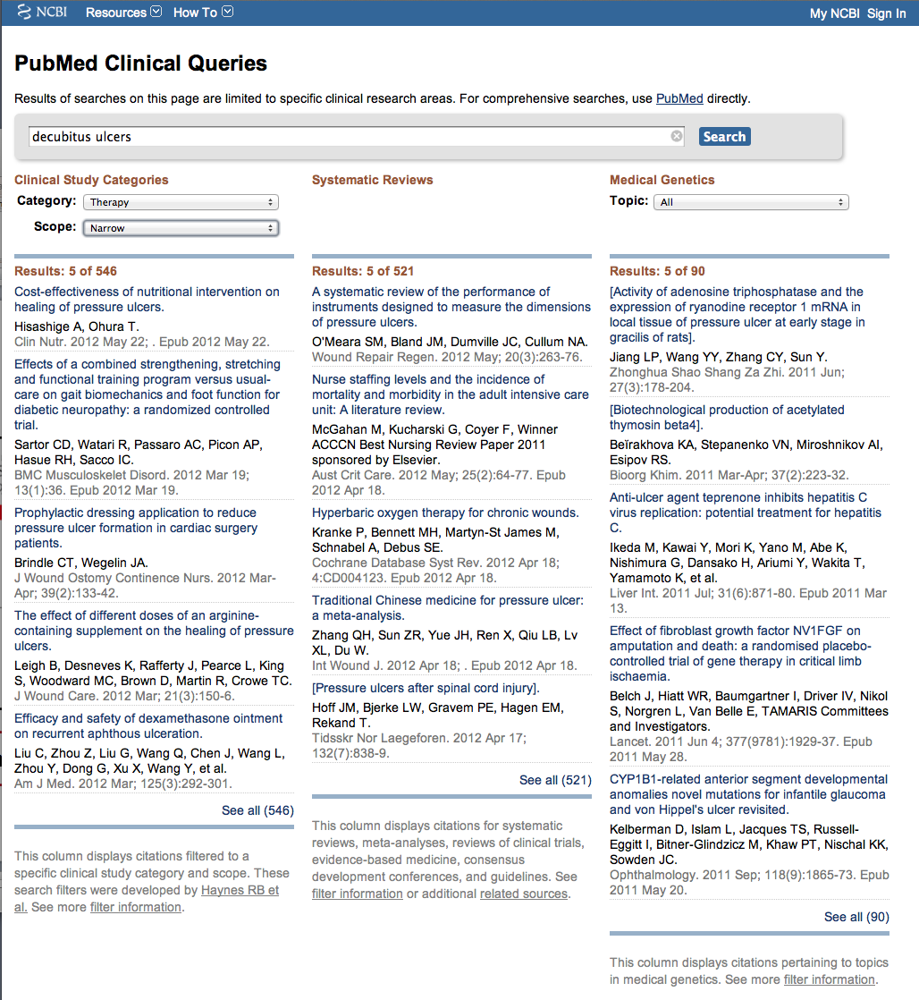 NCBI Resources How To My NCBI Sign In
PubMed Clinical Queries
Results of searches on this page are limited to specific clinical research areas. For comprehensive searches, use PubMed directly.
decubitus ulcers Search
Clinical Study Categories
Category: Therapy
Scope: Narrow
Results: 5 of 546
Cost-effectiveness of nutritional intervention on
healing of pressure ulcers.
Hisashige A, Ohura T.
Clin Nutr. 2012 May 22; . Epub 2012 May 22.
Effects of a combined strengthening, stretching
and functional training program versus usual-
care on gait biomechanics and foot function for
diabetic neuropathy: a randomized controlled
trial.
Sartor CD, Watari R, Passaro AC, Picon AP,
Hasue RH, Sacco IC.
BMC Musculoskelet Disord. 2012 Mar 19;
13(1):36. Epub 2012 Mar 19.
Prophylactic dressing application to reduce
pressure ulcer formation in cardiac surgery
patients.
Brindle CT, Wegelin JA.
J Wound Ostomy Continence Nurs. 2012 Mar-
Apr; 39(2):133-42.
The effect of different doses of an arginine-
containing supplement on the healing of pressure
ulcers.
Leigh B, Desneves K, Rafferty J, Pearce L, King
S, Woodward MC, Brown D, Martin R, Crowe TC.
J Wound Care. 2012 Mar; 21(3):150-6.
Efficacy and safety of dexamethasone ointment
on recurrent aphthous ulceration.
Liu C, Zhou Z, Liu G, Wang Q, Chen J, Wang L,
Zhou Y, Dong G, Xu X, Wang Y, et al.
Am J Med. 2012 Mar; 125(3):292-301.
See all (546)
This column displays citations filtered to a
specific clinical study category and scope. These
search filters were developed by Haynes RB et
al. See more filter information.
Systematic Reviews
Results: 5 of 521
A systematic review of the performance of
instruments designed to measure the dimensions
of pressure ulcers.
O'Meara SM, Bland JM, Dumville JC, Cullum NA.
Wound Repair Regen. 2012 May; 20(3):263-76.
Nurse staffing levels and the incidence of
mortality and morbidity in the adult intensive care
unit: A literature review.
McGahan M, Kucharski G, Coyer F, Winner
ACCCN Best Nursing Review Paper 2011
sponsored by Elsevier.
Aust Crit Care. 2012 May; 25(2):64-77. Epub
2012 Apr 18.
Hyperbaric oxygen therapy for chronic wounds.
Kranke P, Bennett MH, Martyn-St James M,
Schnabel A, Debus SE.
Cochrane Database Syst Rev. 2012 Apr 18;
4:CD004123. Epub 2012 Apr 18.
Traditional Chinese medicine for pressure ulcer:
a meta-analysis.
Zhang QH, Sun ZR, Yue JH, Ren X, Qiu LB, Lv
XL, Du W.
Int Wound J. 2012 Apr 18; . Epub 2012 Apr 18.
[Pressure ulcers after spinal cord injury].
Hoff JM, Bjerke LW, Gravem PE, Hagen EM,
Rekand T.
Tidsskr Nor Laegeforen. 2012 Apr 17;
132(7):838-9.
See all (521)
This column displays citations for systematic
reviews, meta-analyses, reviews of clinical trials,
evidence-based medicine, consensus
development conferences, and guidelines. See
filter information or additional related sources.
Medical Genetics
Topic: All
Results: 5 of 90
[Activity of adenosine triphosphatase and the
expression of ryanodine receptor 1 mRNA in
local tissue of pressure ulcer at early stage in
gracilis of rats].
Jiang LP, Wang YY, Zhang CY, Sun Y.
Zhonghua Shao Shang Za Zhi. 2011 Jun;
27(3):178-204.
[Biotechnological production of acetylated
thymosin beta4].
Beĭrakhova KA, Stepanenko VN, Miroshnikov AI,
Esipov RS.
Bioorg Khim. 2011 Mar-Apr; 37(2):223-32.
Anti-ulcer agent teprenone inhibits hepatitis C
virus replication: potential treatment for hepatitis
C.
Ikeda M, Kawai Y, Mori K, Yano M, Abe K,
Nishimura G, Dansako H, Ariumi Y, Wakita T,
Yamamoto K, et al.
Liver Int. 2011 Jul; 31(6):871-80. Epub 2011 Mar
13.
Effect of fibroblast growth factor NV1FGF on
amputation and death: a randomised placebo-
controlled trial of gene therapy in critical limb
ischaemia.
Belch J, Hiatt WR, Baumgartner I, Driver IV, Nikol
S, Norgren L, Van Belle E, TAMARIS Committees
and Investigators.
Lancet. 2011 Jun 4; 377(9781):1929-37. Epub
2011 May 28.
CYP1B1-related anterior segment developmental
anomalies novel mutations for infantile glaucoma
and von Hippel's ulcer revisited.
Kelberman D, Islam L, Jacques TS, Russell-
Eggitt I, Bitner-Glindzicz M, Khaw PT, Nischal KK,
Sowden JC.
Ophthalmology. 2011 Sep; 118(9):1865-73. Epub
2011 May 20.
See all (90)
This column displays citations pertaining to topics
in medical genetics. See more filter information.